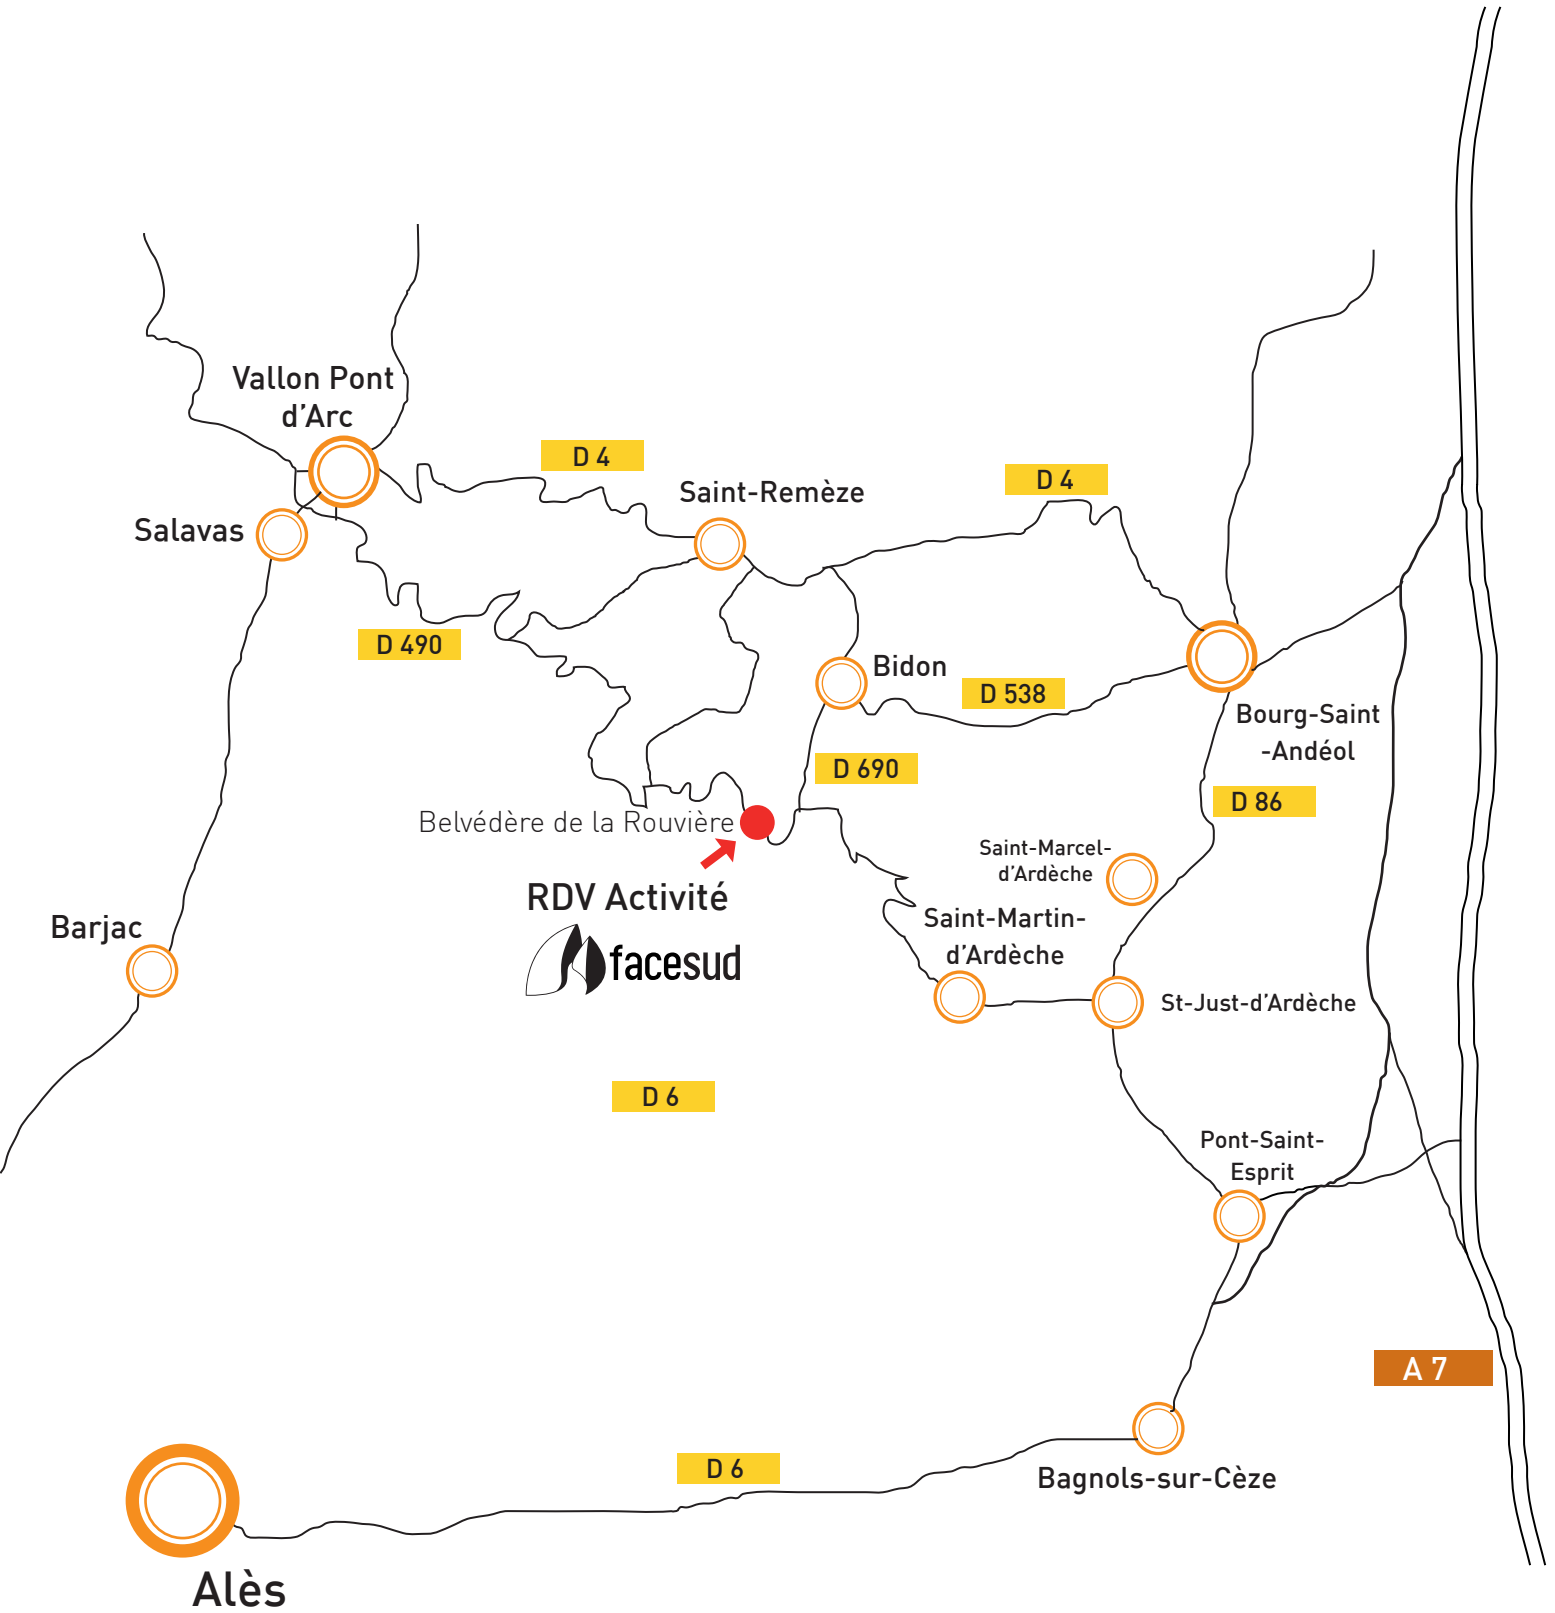 Vallon Pont
d'Arc
D 4
D 4
Saint-Remèze
Salavas
D 490
Bidon
D 538
Bourg-Saint
-Andéol
D 690
D 86
Belvédère de la Rouvière
Saint-Marcel-
d'Ardèche
RDV Activité
facesud
Saint-Martin-
d'Ardèche
Barjac
St-Just-d'Ardèche
D 6
Pont-Saint-
Esprit
A 7
D 6
Bagnols-sur-Cèze
Alès